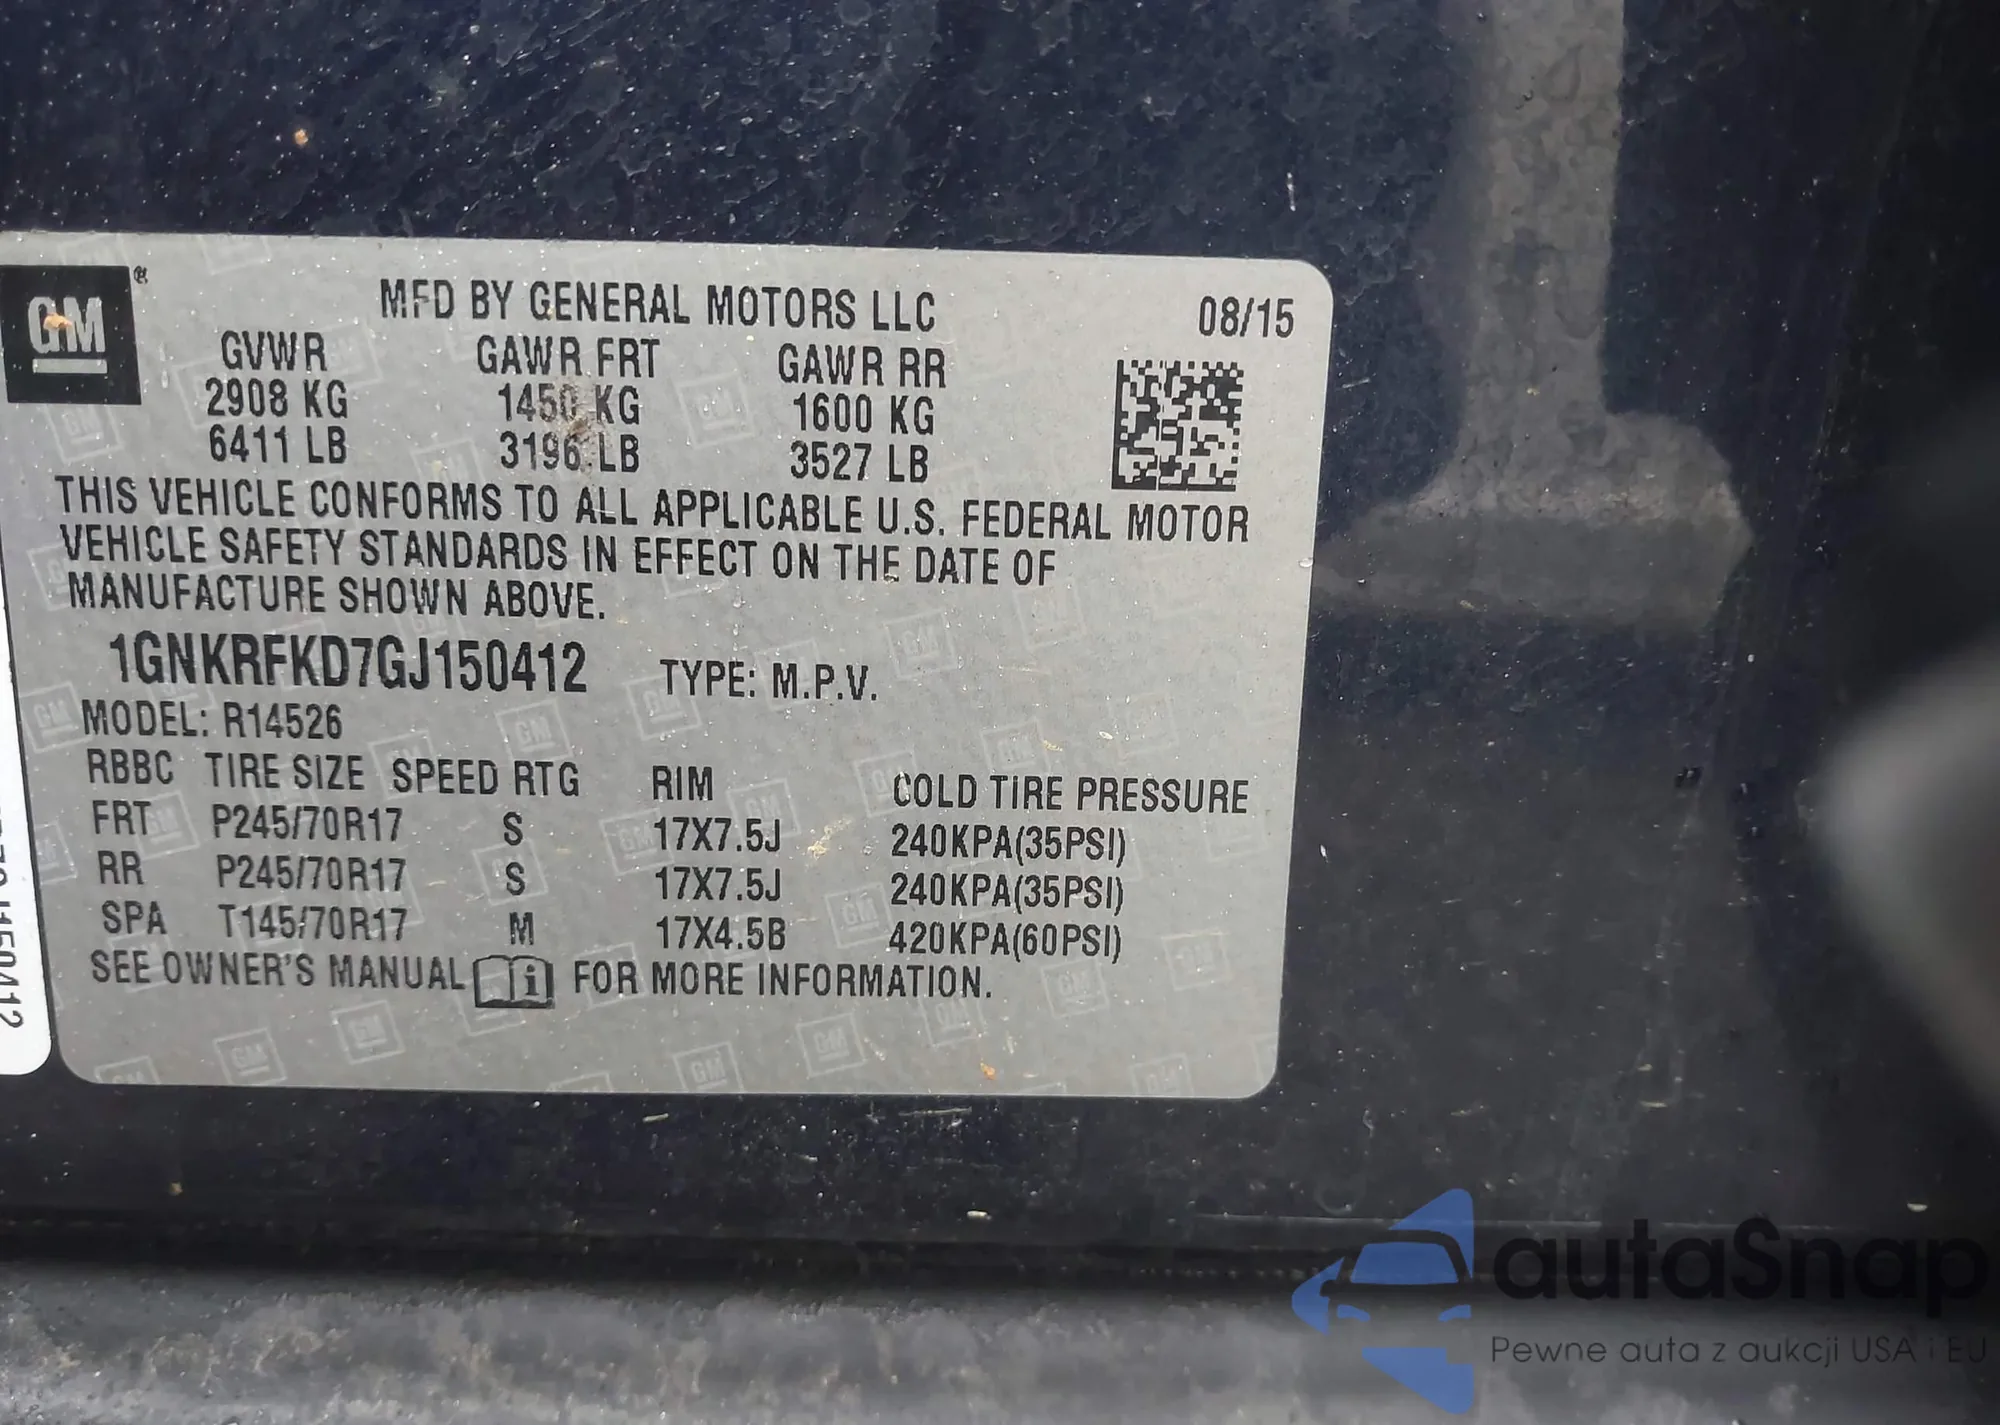 GM ®
MFD BY GENERAL MOTORS LLC 08/15
GVWR GAWR FRT GAWR RR
2908 KG 1450 KG 1600 KG
6411 LB 3196 LB 3527 LB
THIS VEHICLE CONFORMS TO ALL APPLICABLE U.S. FEDERAL MOTOR
VEHICLE SAFETY STANDARDS IN EFFECT ON THE DATE OF
MANUFACTURE SHOWN ABOVE.
1GNKRFKD7GJ150412 TYPE: M.P.V.
MODEL: R14526
RBBC TIRE SIZE SPEED RTG RIM COLD TIRE PRESSURE
FRT P245/70R17 S 17X7.5J 240KPA(35PSI)
RR P245/70R17 S 17X7.5J 240KPA(35PSI)
SPA T145/70R17 M 17X4.5B 420KPA(60PSI)
SEE OWNER'S MANUAL i FOR MORE INFORMATION.
J150412
autaSnap
Pewne auta z aukcji USA i EU